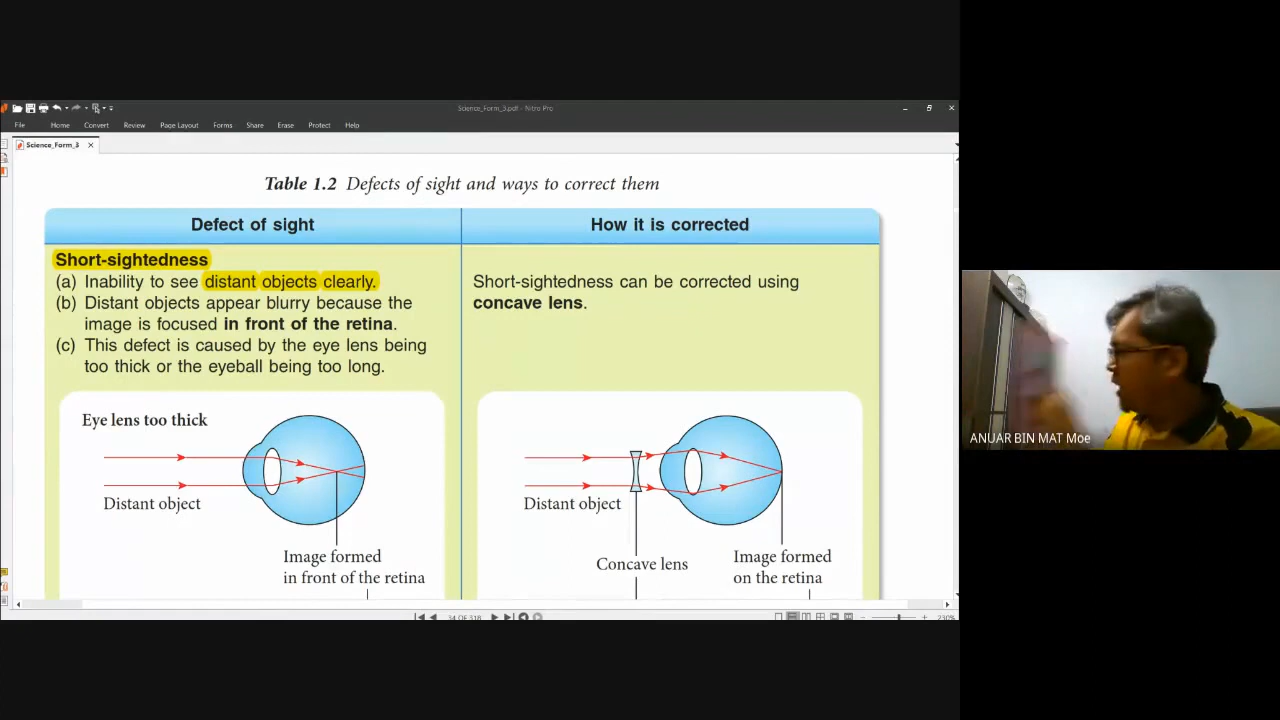 Science_Form_3.pdf - Nitro Pro
File Home Convert Review Page Layout Forms Share Erase Protect Help
Science_Form_3
Table 1.2 Defects of sight and ways to correct them
Defect of sight
How it is corrected
Short-sightedness
(a) Inability to see distant objects clearly.
(b) Distant objects appear blurry because the
image is focused in front of the retina.
(c) This defect is caused by the eye lens being
too thick or the eyeball being too long.
Short-sightedness can be corrected using
concave lens.
Eye lens too thick
Distant object
Image formed
in front of the retina
Distant object
Concave lens
Image formed
on the retina
ANUAR BIN MAT Moe
34 OF 318
230%